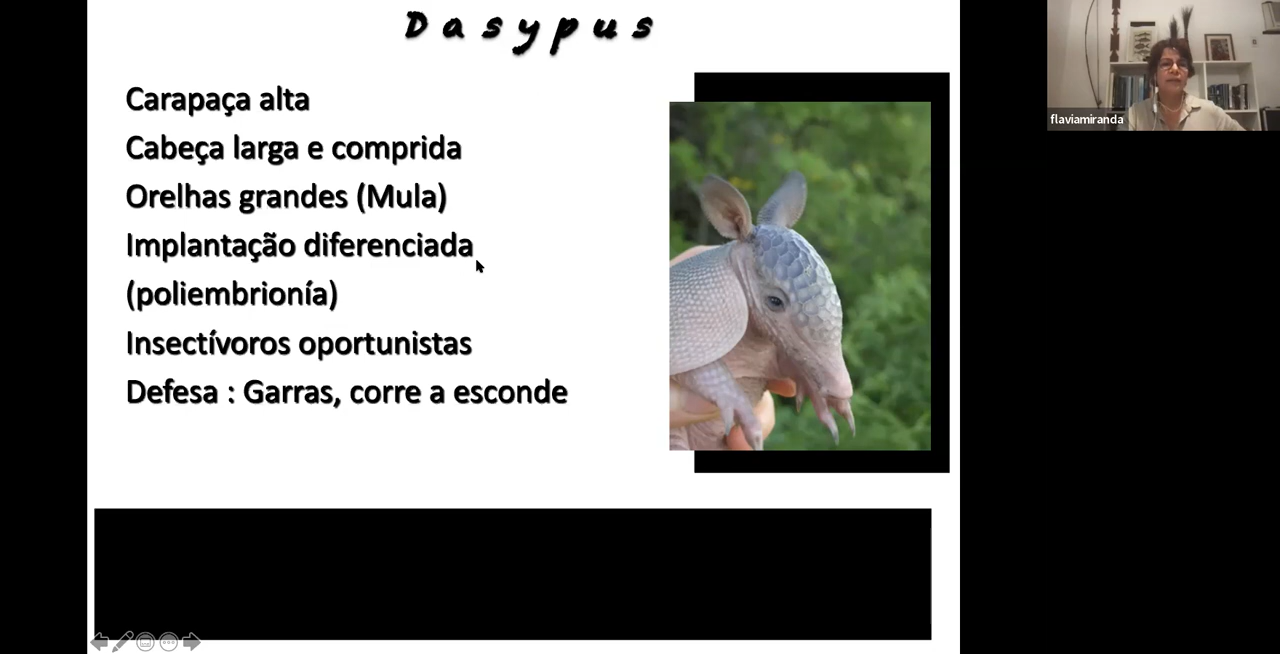 Dasypus
Carapaça alta
Cabeça larga e comprida
Orelhas grandes (Mula)
Implantação diferenciada
(poliembrionía)
Insectívoros oportunistas
Defesa : Garras, corre a esconde
flaviamiranda